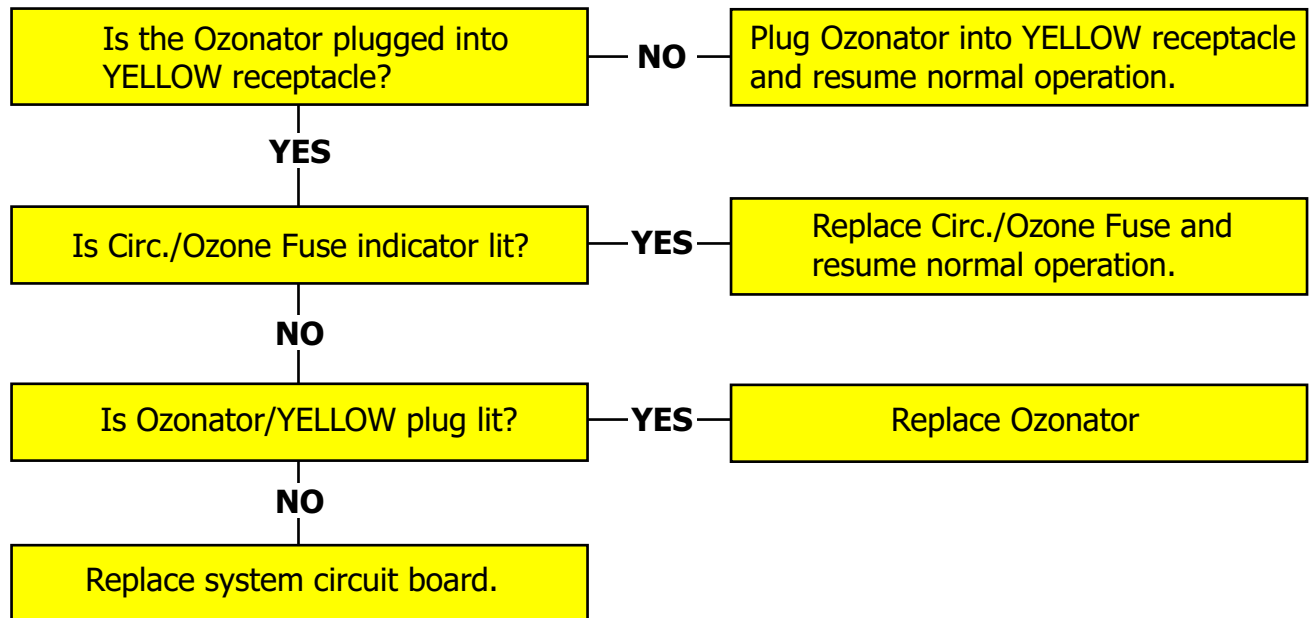 Is the Ozonator plugged into
YELLOW receptacle?
NO
Plug Ozonator into YELLOW receptacle
and resume normal operation.
YES
Is Circ./Ozone Fuse indicator lit?
YES
Replace Circ./Ozone Fuse and
resume normal operation.
NO
Is Ozonator/YELLOW plug lit?
YES
Replace Ozonator
NO
Replace system circuit board.